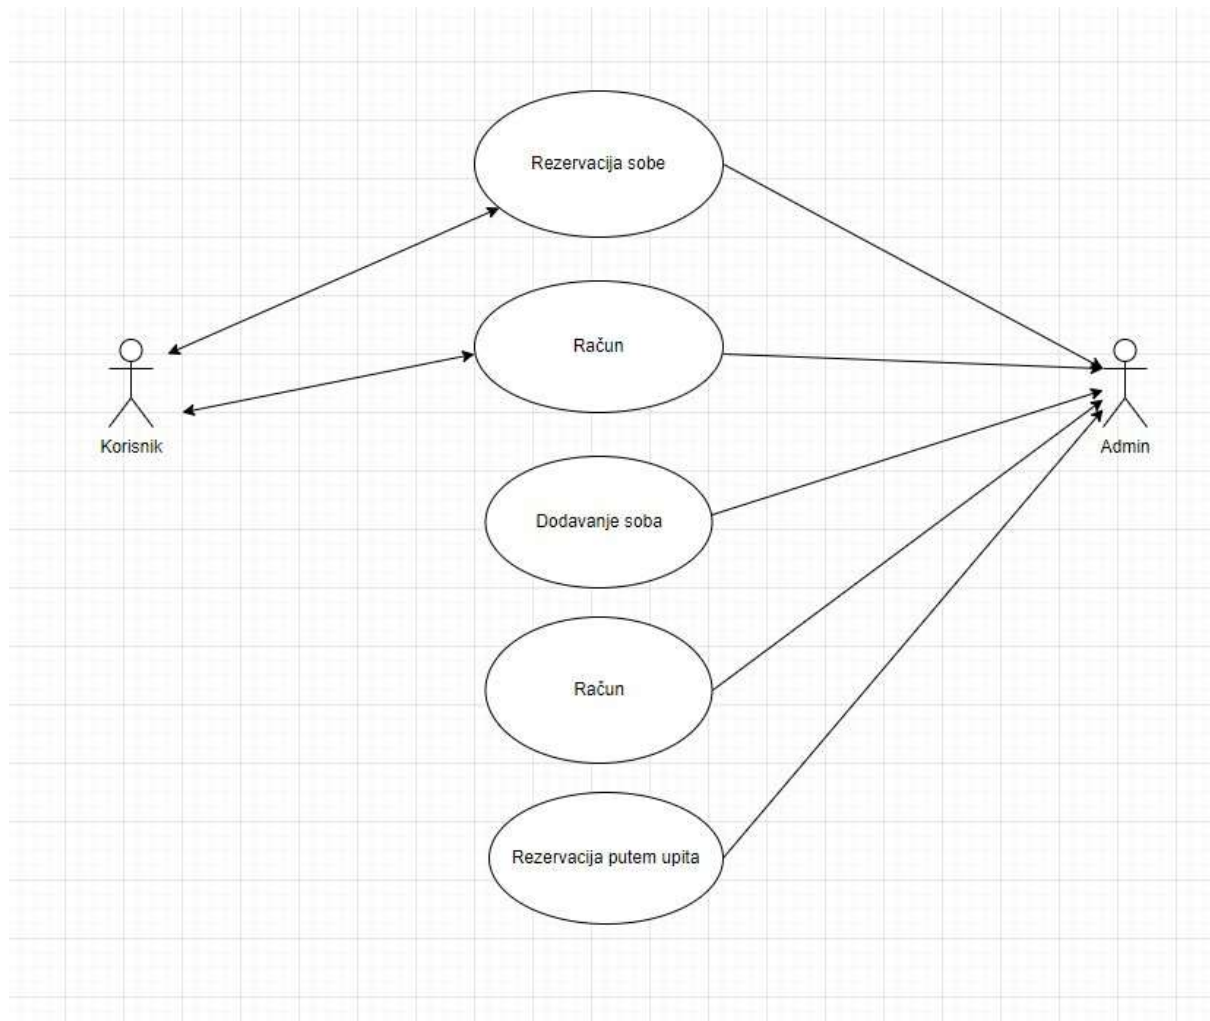 Rezervacija sobe
Račun
Korisnik
Admin
Dodavanje soba
Račun
Rezervacija putem upita